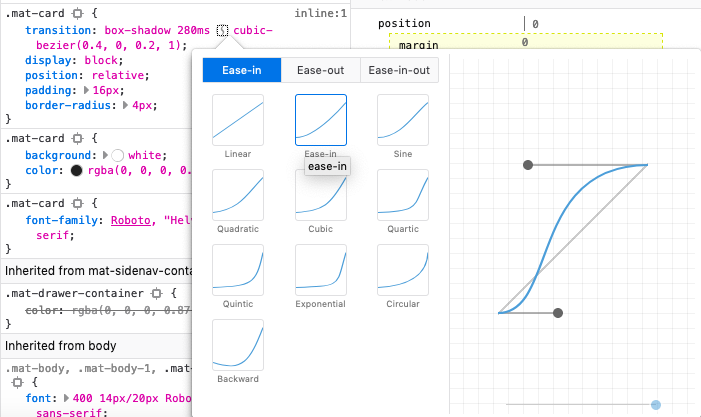 .mat-card {
inline:1
transition: box-shadow 280ms cubic-
bezier(0.4, 0, 0.2, 1);
display: block;
position: relative;
padding: 16px;
border-radius: 4px;
}
.mat-card {
background: white;
color: rgba(0, 0, 0, 0.
}
.mat-card {
font-family: Roboto, "Hel
serif;
}
Inherited from mat-sidenav-conta
.mat-drawer-container {
color: rgba(0, 0, 0, 0.87
}
Inherited from body
.mat-body, .mat-body-1, .mat
{
font: 400 14px/20px Robo
sans-serif;
position 0
margin 0
Ease-in Ease-out Ease-in-out
Linear Ease-in Sine
ease-in
Quadratic Cubic Quartic
Quintic Exponential Circular
Backward